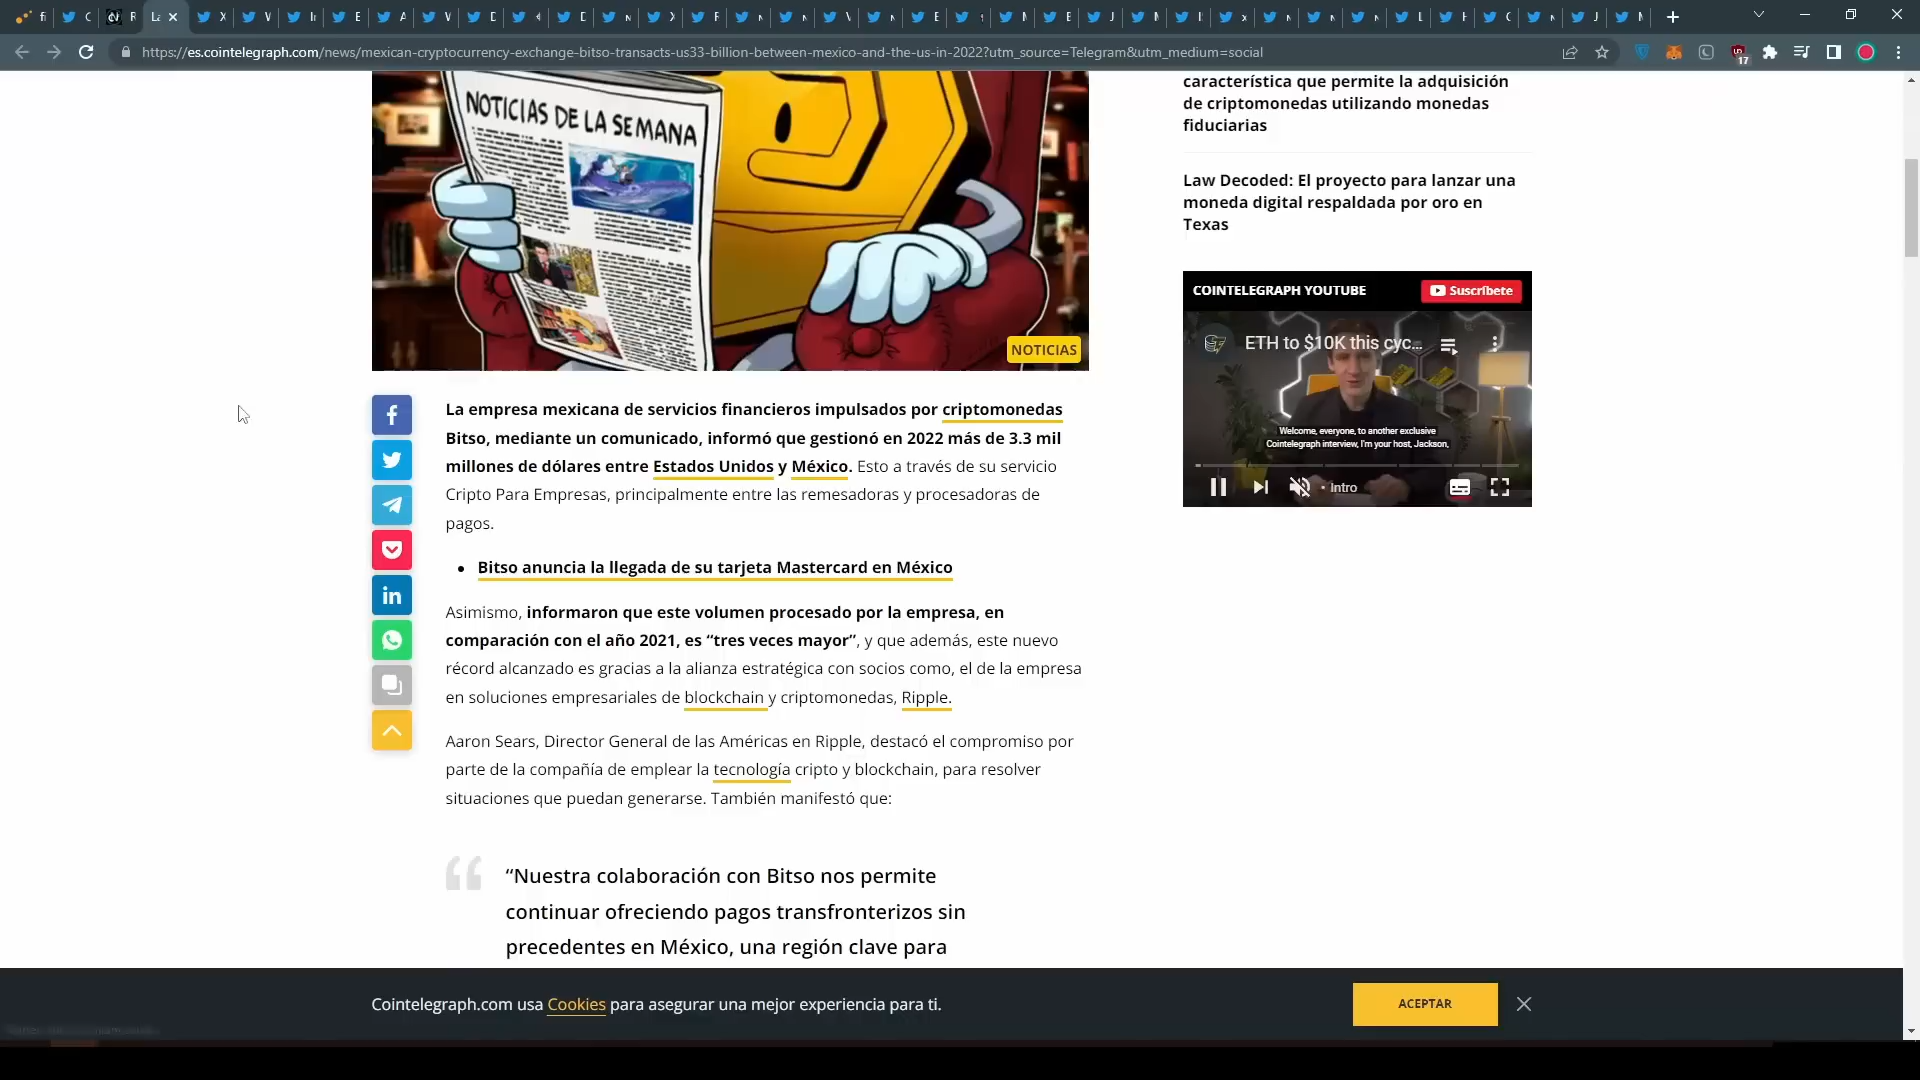 https://es.cointelegraph.com/news/mexican-cryptocurrency-exchange-bitso-transacts-us33-billion-between-mexico-and-the-us-in-2022?utm_source=Telegram&utm_medium=social
17
NOTICIAS DE LA SEMANA
NOTICIAS
La empresa mexicana de servicios financieros impulsados por criptomonedas
Bitso, mediante un comunicado, informó que gestionó en 2022 más de 3.3 mil
millones de dólares entre Estados Unidos y México. Esto a través de su servicio
Cripto Para Empresas, principalmente entre las remesadoras y procesadoras de
pagos.
• Bitso anuncia la llegada de su tarjeta Mastercard en México
Asimismo, informaron que este volumen procesado por la empresa, en
comparación con el año 2021, es “tres veces mayor”, y que además, este nuevo
récord alcanzado es gracias a la alianza estratégica con socios como, el de la empresa
en soluciones empresariales de blockchain y criptomonedas, Ripple.
Aaron Sears, Director General de las Américas en Ripple, destacó el compromiso por
parte de la compañía de emplear la tecnología cripto y blockchain, para resolver
situaciones que puedan generarse. También manifestó que:
“Nuestra colaboración con Bitso nos permite
continuar ofreciendo pagos transfronterizos sin
precedentes en México, una región clave para
característica que permite la adquisición
de criptomonedas utilizando monedas
fiduciarias
Law Decoded: El proyecto para lanzar una
moneda digital respaldada por oro en
Texas
COINTELEGRAPH YOUTUBE
Suscríbete
ETH to $10K this cyc...
Welcome, everyone, to another exclusive
Cointelegraph interview, I'm your host, Jackson,
• Intro
Cointelegraph.com usa Cookies para asegurar una mejor experiencia para ti.
ACEPTAR